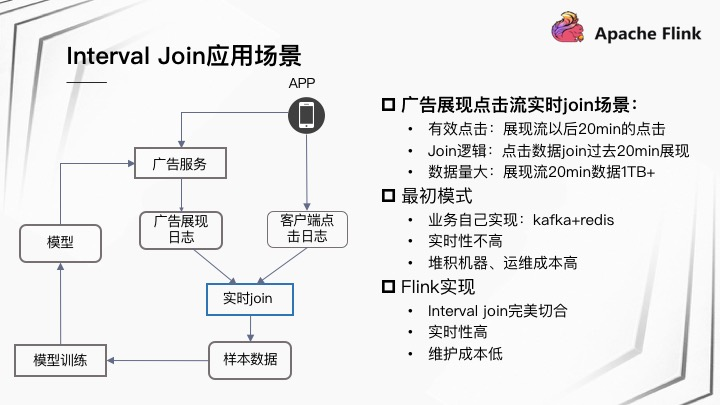 Apache Flink
Interval Join应用场景
APP
广告服务
广告展现
日志
客户端点
击日志
模型
实时join
模型训练
样本数据
广告展现点击流实时join场景：
• 有效点击：展现流以后20min的点击
• Join逻辑：点击数据join过去20min展现
• 数据量大：展现流20min数据1TB+
最初模式
• 业务自己实现：kafka+redis
• 实时性不高
• 堆积机器、运维成本高
Flink实现
• Interval join完美切合
• 实时性高
• 维护成本低